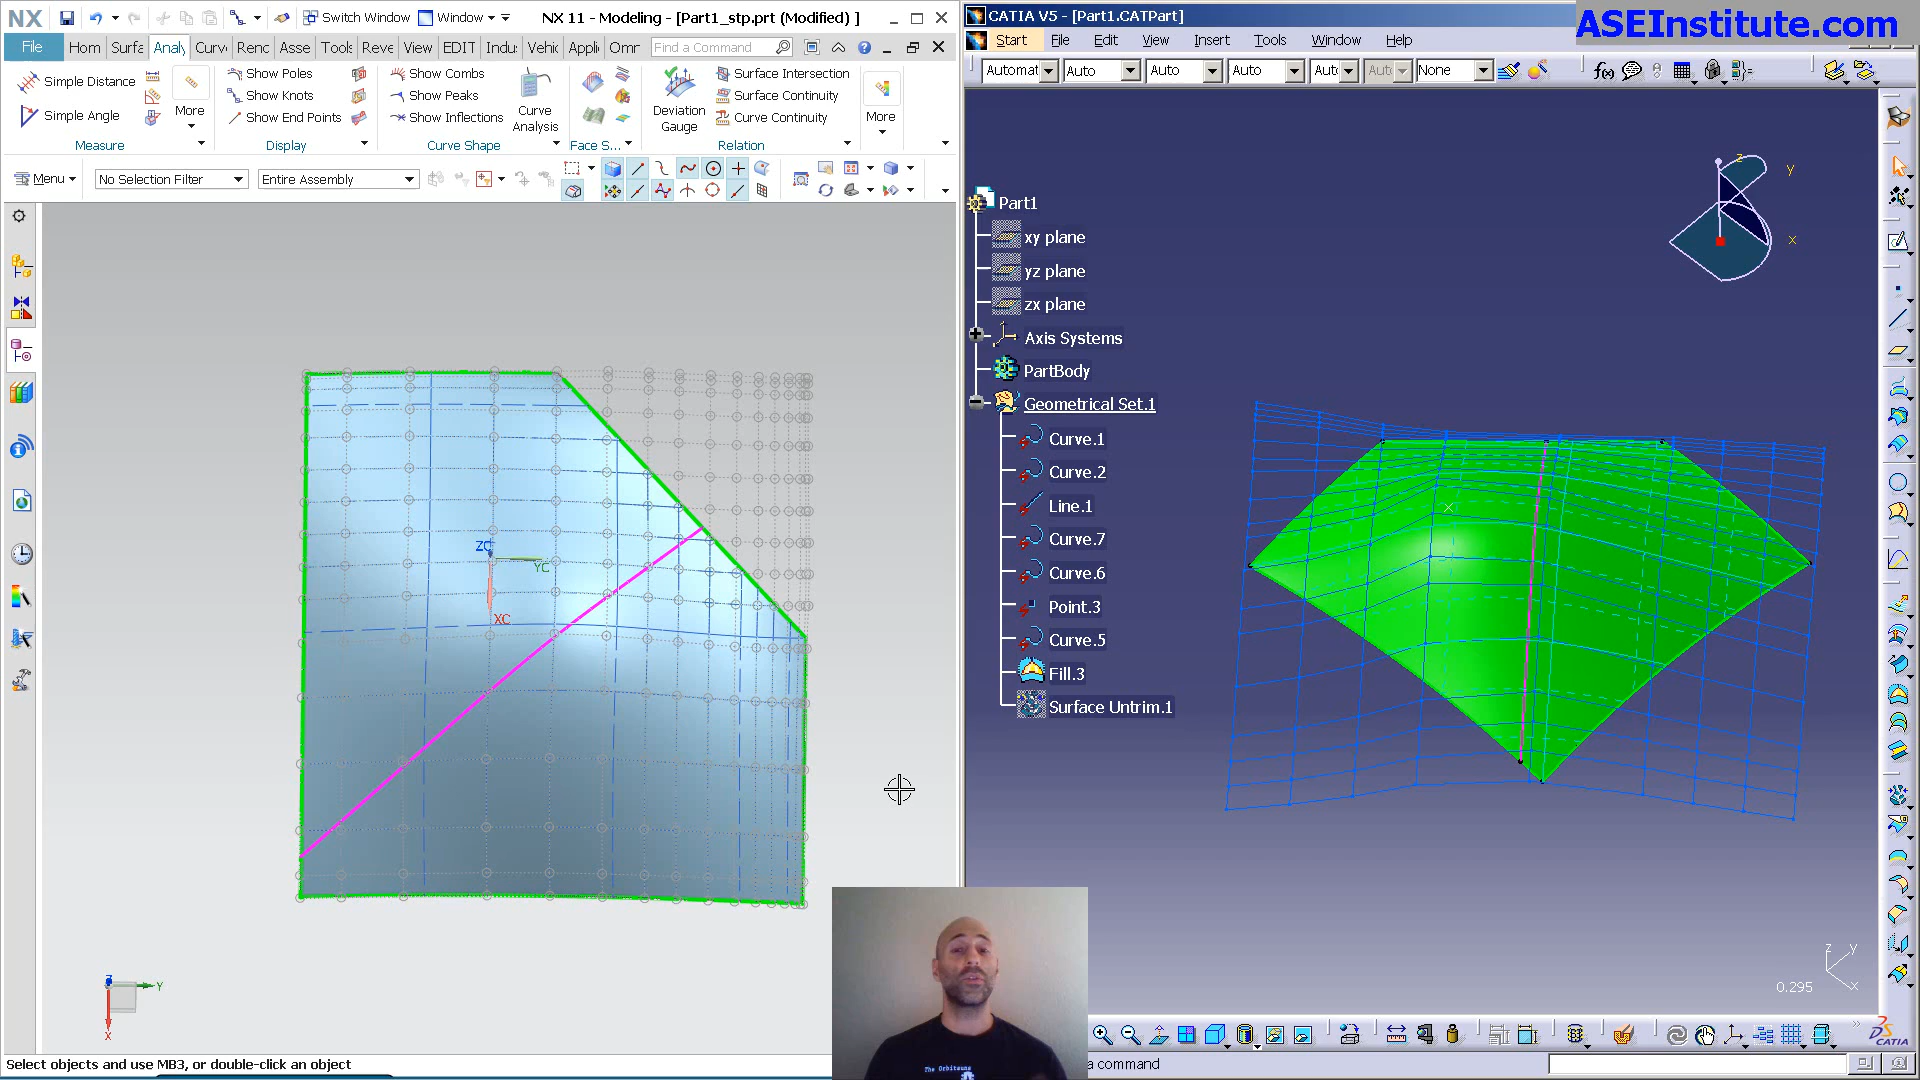 NX
Switch Window
Window
NX 11 - Modeling - [Part1_stp.prt (Modified) ]
File
Hom
Surfa
Analy
Curv
Renc
Asse
Tools
Reve
View
EDIT
Indu
Vehic
Appli
Omr
Find a Command
Simple Distance
Simple Angle
More
Measure
Show Poles
Show Knots
Show End Points
Display
Show Combs
Show Peaks
Show Inflections
Curve Analysis
Curve Shape
Face S...
Deviation Gauge
Surface Intersection
Surface Continuity
Curve Continuity
Relation
More
Menu
No Selection Filter
Entire Assembly
ZC
YC
XC
Z
Y
X
Select objects and use MB3, or double-click an object
CATIA V5 - [Part1.CATPart]
ASEInstitute.com
Start
File
Edit
View
Insert
Tools
Window
Help
Automat
Auto
Auto
Auto
Aut
Aut
None
f(x)
Part1
xy plane
yz plane
zx plane
Axis Systems
PartBody
Geometrical Set.1
Curve.1
Curve.2
Line.1
Curve.7
Curve.6
Point.3
Curve.5
Fill.3
Surface Untrim.1
z
y
x
z
y
x
0.295
The Orbitsuns
CATIA
a command